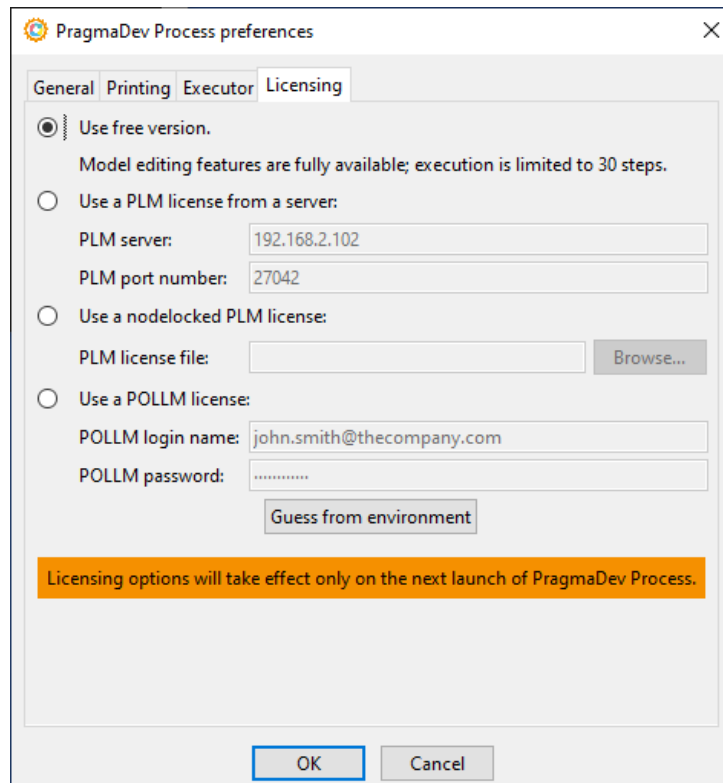 PragmaDev Process preferences
General Printing Executor Licensing
Use free version.
Model editing features are fully available; execution is limited to 30 steps.
Use a PLM license from a server:
PLM server: 192.168.2.102
PLM port number: 27042
Use a nodelocked PLM license:
PLM license file: Browse...
Use a POLLM license:
POLLM login name: john.smith@thecompany.com
POLLM password: ••••••••••••
Guess from environment
Licensing options will take effect only on the next launch of PragmaDev Process.
OK Cancel